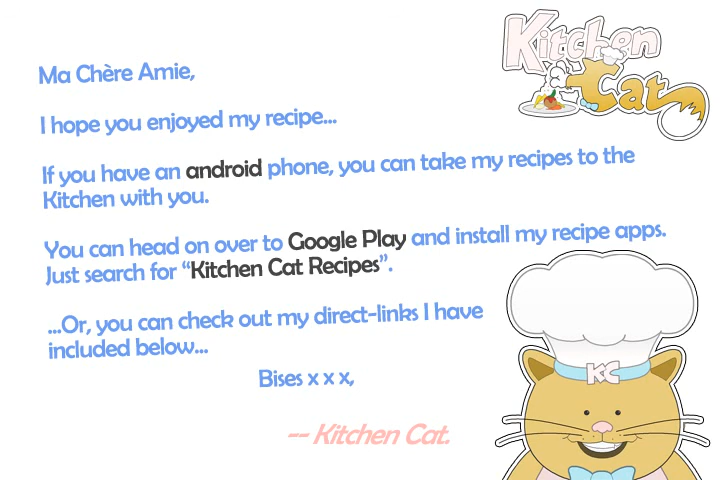 Kitchen
Cat
Ma Chère Amie,
I hope you enjoyed my recipe...
If you have an android phone, you can take my recipes to the
Kitchen with you.
You can head on over to Google Play and install my recipe apps.
Just search for “Kitchen Cat Recipes”.
...Or, you can check out my direct-links I have
included below...
Bises x x x,
-- Kitchen Cat.
KC